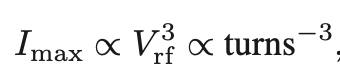 I_max ∝ V_rf^3 ∝ turns^−3,